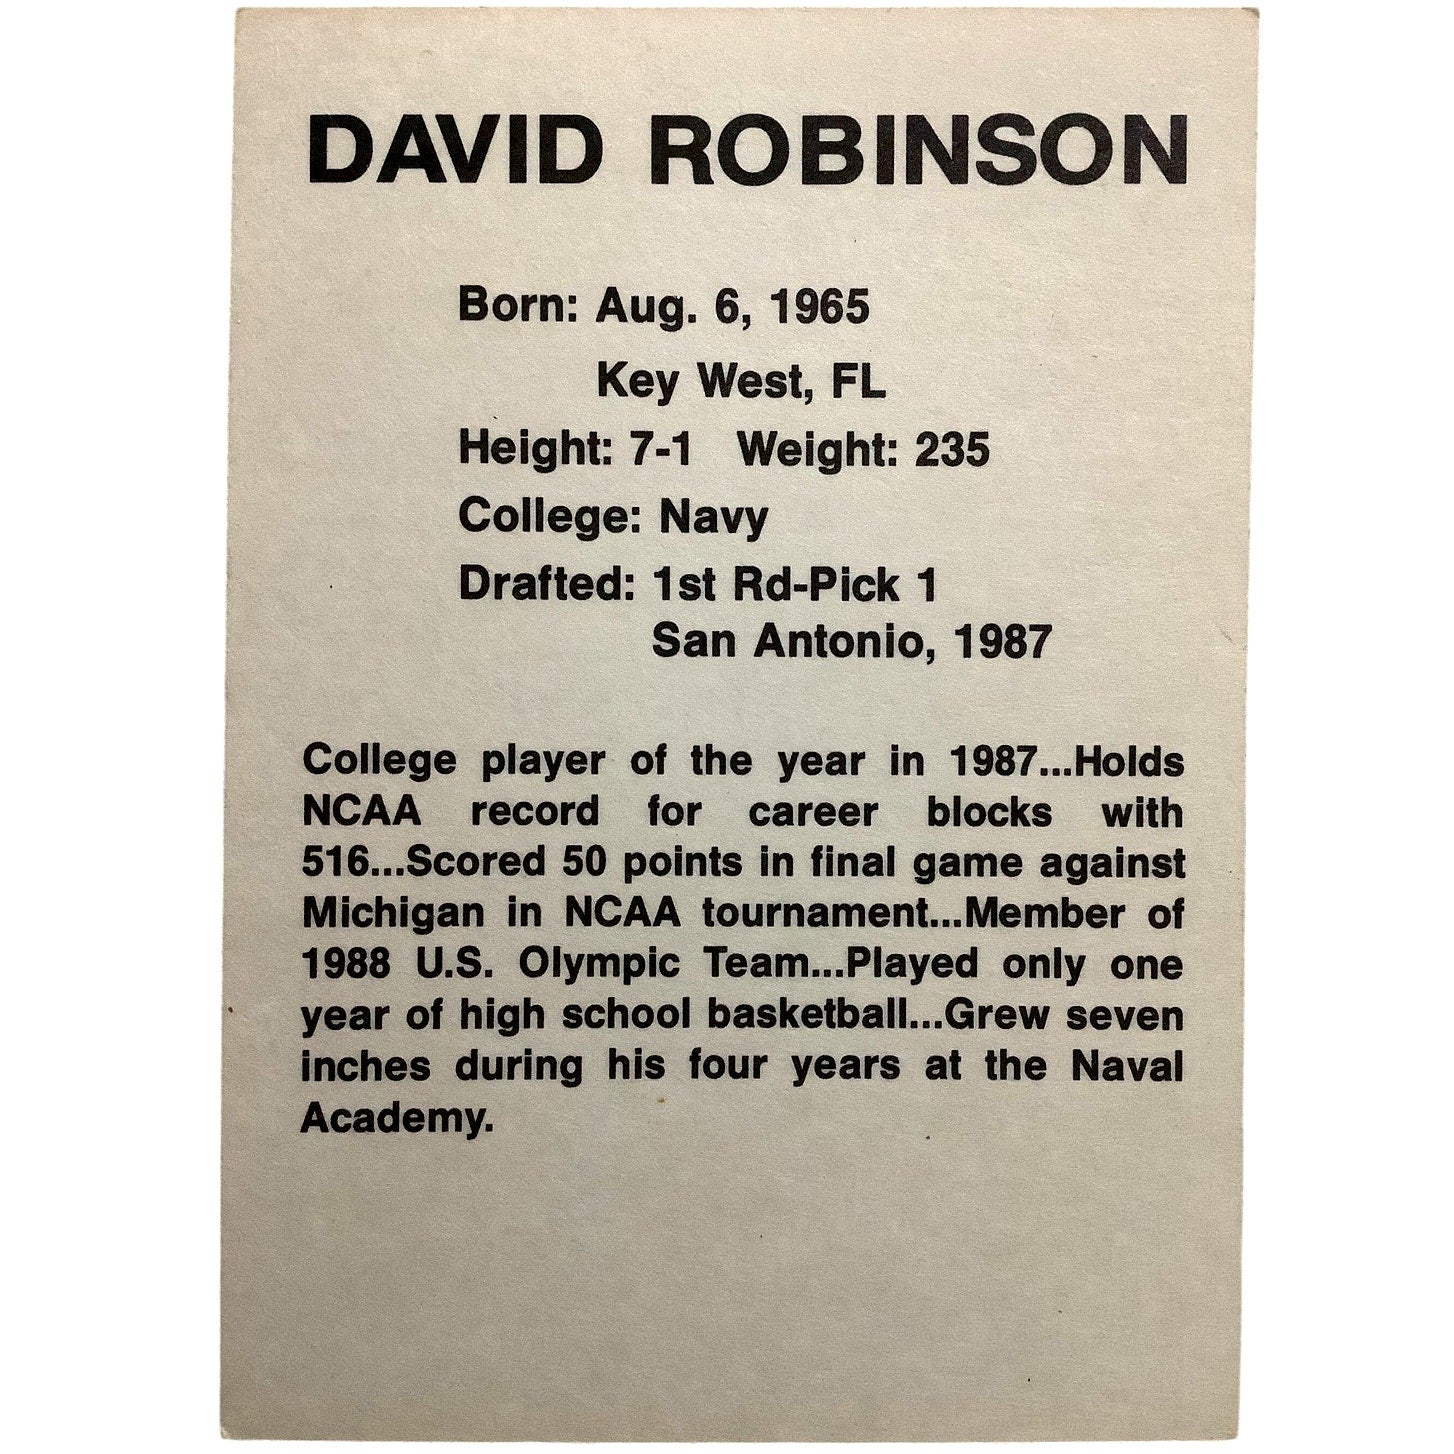 DAVID ROBINSON
Born: Aug. 6, 1965
Key West, FL
Height: 7-1 Weight: 235
College: Navy
Drafted: 1st Rd-Pick 1
San Antonio, 1987
College player of the year in 1987...Holds
NCAA record for career blocks with
516...Scored 50 points in final game against
Michigan in NCAA tournament...Member of
1988 U.S. Olympic Team...Played only one
year of high school basketball...Grew seven
inches during his four years at the Naval
Academy.